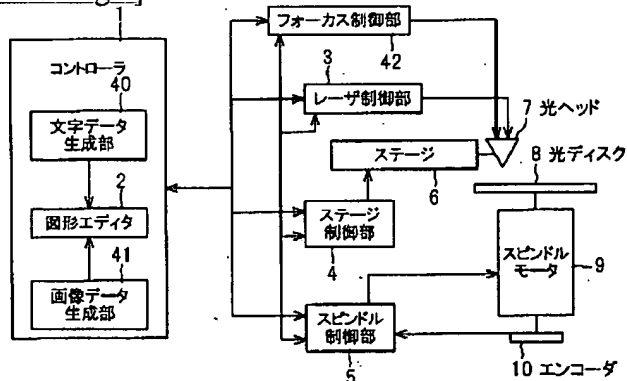 1
コントローラ
40
文字データ
生成部
2
図形エディタ
41
画像データ
生成部
フォーカス制御部
42
3
レーザ制御部
ステージ
6
ステージ
制御部
4
スピンドル
制御部
5
7 光ヘッド
8 光ディスク
スピンドル
モータ
9
10 エンコーダ